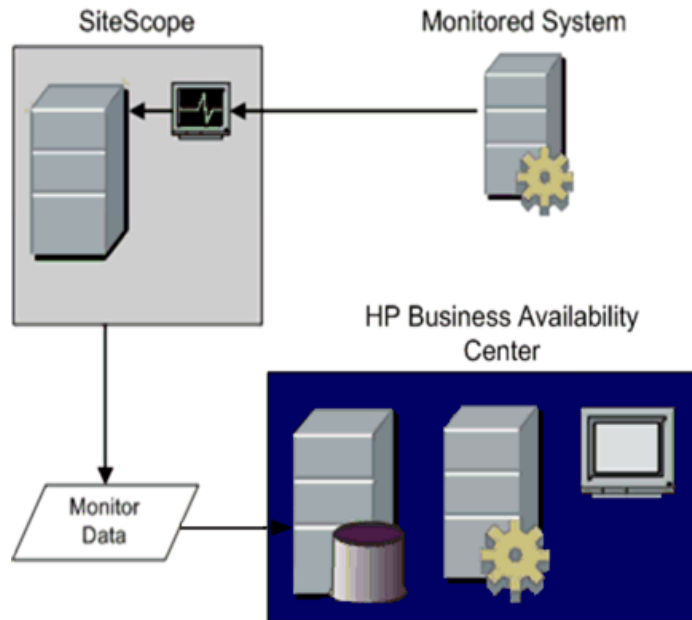 SiteScope
Monitored System
HP Business Availability
Center
Monitor
Data